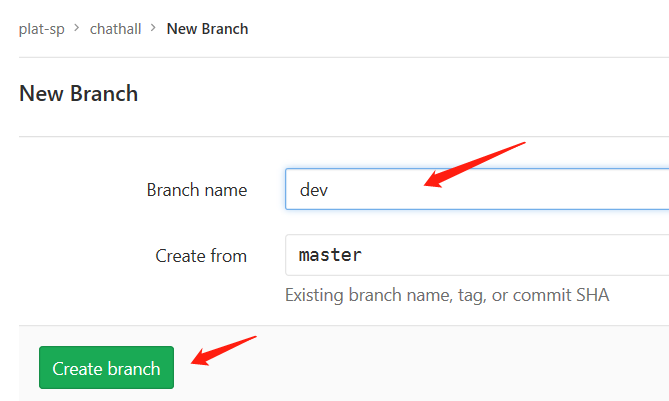 plat-sp > chathall > New Branch
New Branch
Branch name dev
Create from master
Existing branch name, tag, or commit SHA
Create branch